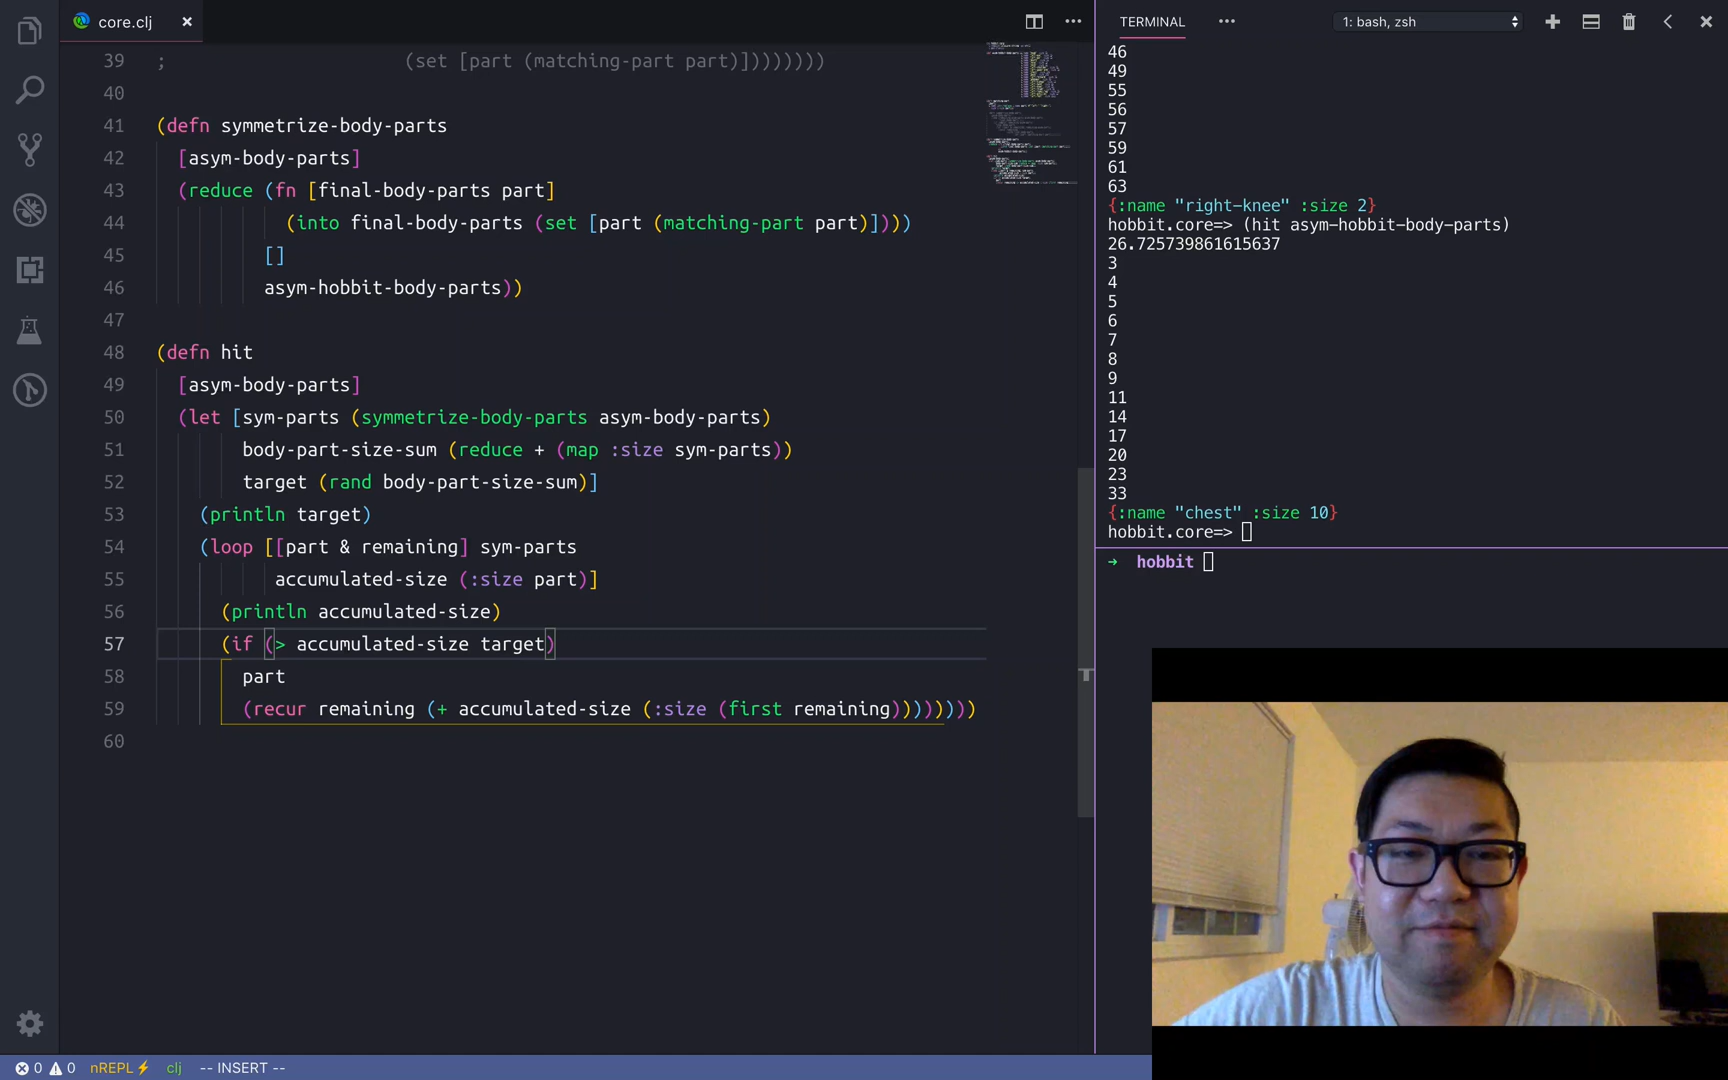 core.clj
39 ; (set [part (matching-part part)]))))))))
40
41 (defn symmetrize-body-parts
42 [asym-body-parts]
43 (reduce (fn [final-body-parts part]
44 (into final-body-parts (set [part (matching-part part)])))
45 []
46 asym-hobbit-body-parts))
47
48 (defn hit
49 [asym-body-parts]
50 (let [sym-parts (symmetrize-body-parts asym-body-parts)
51 body-part-size-sum (reduce + (map :size sym-parts))
52 target (rand body-part-size-sum)]
53 (println target)
54 (loop [[part & remaining] sym-parts
55 accumulated-size (:size part)]
56 (println accumulated-size)
57 (if (> accumulated-size target)
58 part
59 (recur remaining (+ accumulated-size (:size (first remaining))))))))
60
TERMINAL
1: bash, zsh
46
49
55
56
57
59
61
63
{:name "right-knee" :size 2}
hobbit.core=> (hit asym-hobbit-body-parts)
26.725739861615637
3
4
5
6
7
8
9
11
14
17
20
23
33
{:name "chest" :size 10}
hobbit.core=>
→ hobbit
0 0 nREPL⚡ clj -- INSERT --